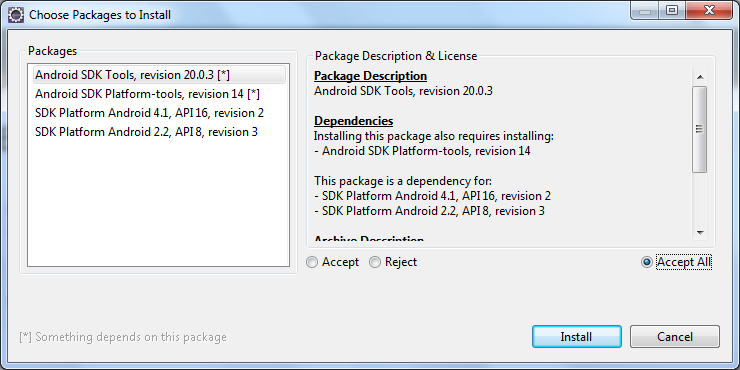 Choose Packages to Install
Packages
Android SDK Tools, revision 20.0.3 [*]
Android SDK Platform-tools, revision 14 [*]
SDK Platform Android 4.1, API 16, revision 2
SDK Platform Android 2.2, API 8, revision 3
Package Description & License
Package Description
Android SDK Tools, revision 20.0.3
Dependencies
Installing this package also requires installing:
- Android SDK Platform-tools, revision 14
This package is a dependency for:
- SDK Platform Android 4.1, API 16, revision 2
- SDK Platform Android 2.2, API 8, revision 3
Archive Description
Accept
Reject
Accept All
[*] Something depends on this package
Install
Cancel